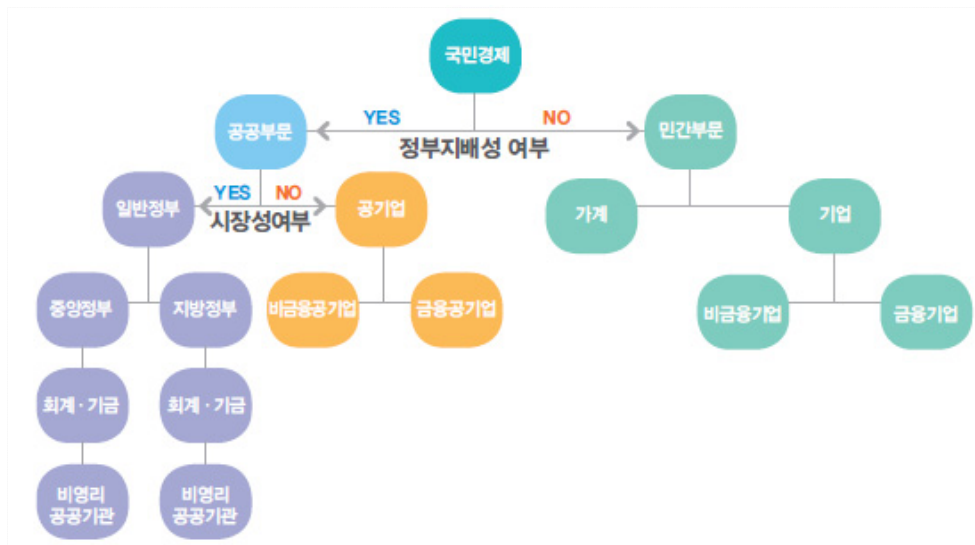 국민경제
공공부문
YES
NO
민간부문
정부지배성 여부
일반정부
YES
NO
공기업
가계
기업
시장성여부
중앙정부
지방정부
비금융공기업
금융공기업
비금융기업
금융기업
회계·기금
회계·기금
비영리
공공기관
비영리
공공기관